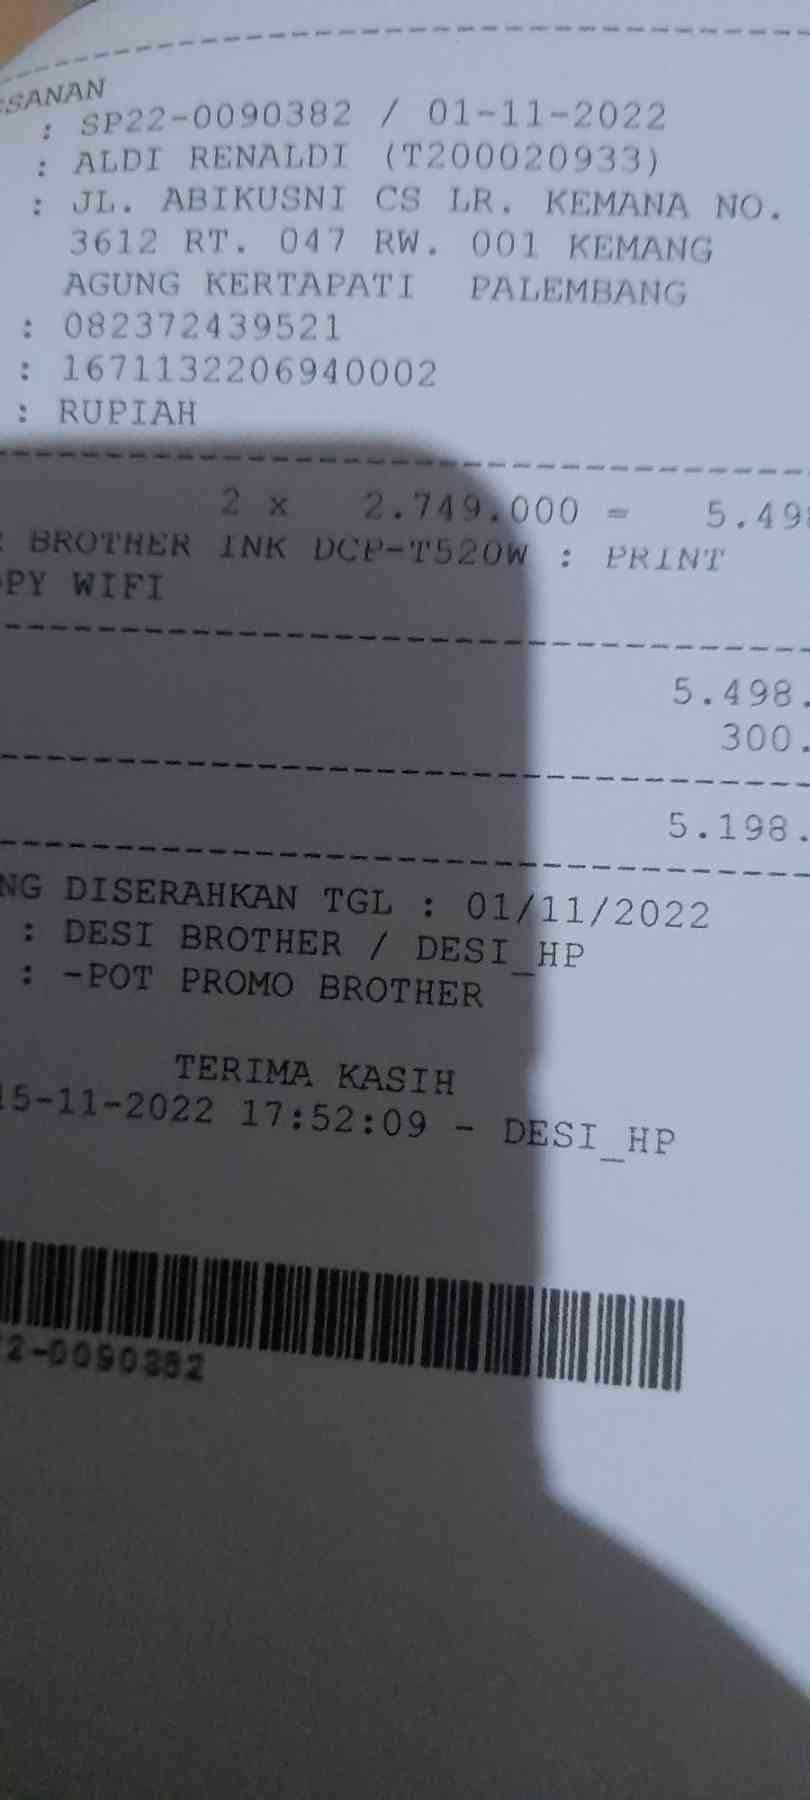 SANAN
: SP22-0090382 / 01-11-2022
: ALDI RENALDI (T200020933)
: JL. ABIKUSNI CS LR. KEMANA NO.
3612 RT. 047 RW. 001 KEMANG
AGUNG KERTAPATI PALEMBANG
: 082372439521
: 1671132206940002
: RUPIAH
2 x 2.749.000 = 5.498
: BROTHER INK DCP-T520W : PRINT
PY WIFI
5.498.
300.
5.198.
NG DISERAHKAN TGL : 01/11/2022
: DESI BROTHER / DESI_HP
: -POT PROMO BROTHER
TERIMA KASIH
15-11-2022 17:52:09 - DESI_HP
2-0090382